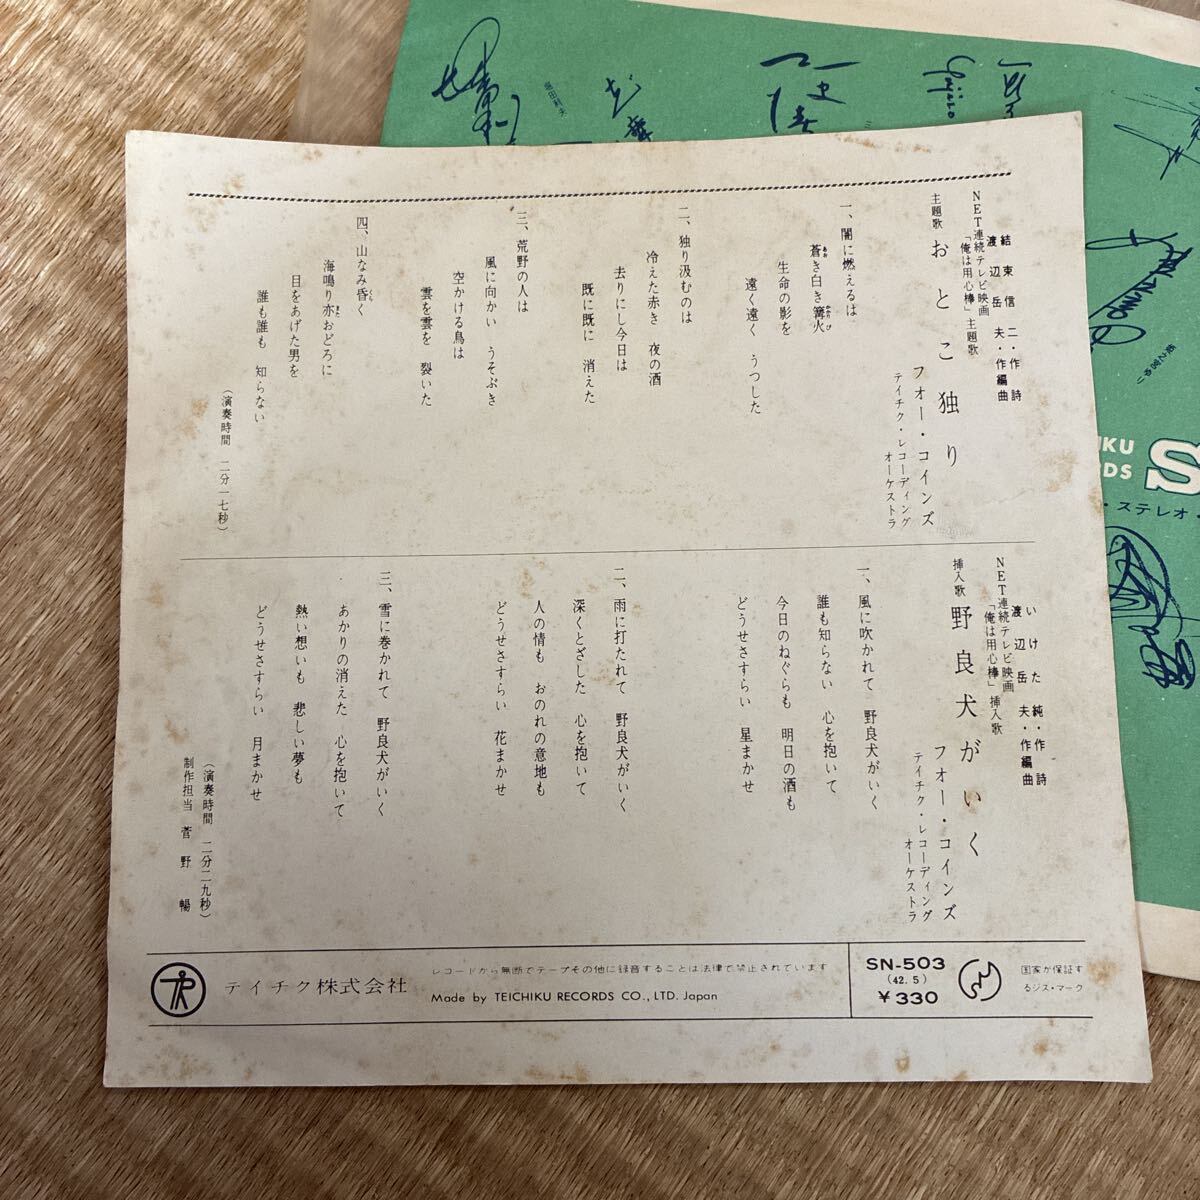 NET連続テレビ映画
「俺は用心棒」主題歌
主題歌 おとこ独り
結束信二・作詩
渡辺岳夫・作編曲
フォー・コインズ
テイチク・レコーディング
オーケストラ
一、闇に燃えるは
蒼き白き篝火
生命の影を
遠く遠く うつした
二、独り汲むのは
冷えた赤き 夜の酒
去りにし今日は
既に既に 消えた
三、荒野の人は
風に向かい うそぶき
空かける鳥は
雲を雲を 裂いた
四、山なみ昏く
海鳴り亦おどろに
目をあげた男を
誰も誰も 知らない
(演奏時間 二分一七秒)
NET連続テレビ映画
「俺は用心棒」挿入歌
挿入歌 野良犬がいく
いけた純・作詩
渡辺岳夫・作編曲
フォー・コインズ
テイチク・レコーディング
オーケストラ
一、風に吹かれて 野良犬がいく
誰も知らない 心を抱いて
今日のねぐらも 明日の酒も
どうせさすらい 星まかせ
二、雨に打たれて 野良犬がいく
深くとざした 心を抱いて
人の情も おのれの意地も
どうせさすらい 花まかせ
三、雪に巻かれて 野良犬がいく
あかりの消えた 心を抱いて
熱い想いも 悲しい夢も
どうせさすらい 月まかせ
(演奏時間 二分二九秒)
制作担当 菅野 暢
テイチク株式会社
レコードから無断でテープその他に録音することは法律で禁止されています
Made by TEICHIKU RECORDS CO., LTD. Japan
SN-503
(42.5)
¥330
国家が保証す
るジス・マーク
・ステレオ・